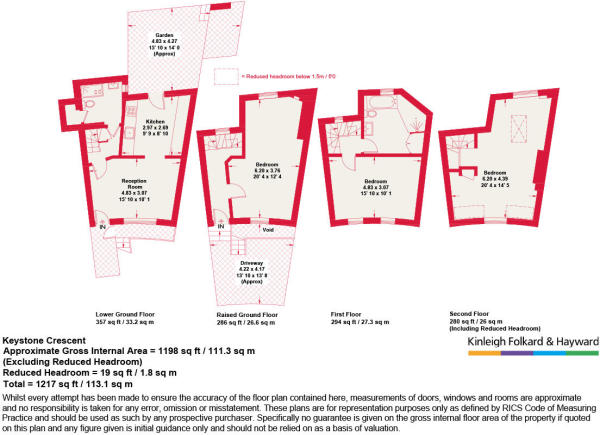 Garden
4.83 x 4.27
13' 10 x 14' 0
(Approx)
= Reduced headroom below 1.5m / 5'0
Kitchen
2.97 x 2.69
9' 9 x 8' 10
Reception
Room
4.83 x 3.07
15' 10 x 10' 1
IN
Bedroom
6.20 x 3.76
20' 4 x 12' 4
IN
Void
Driveway
4.22 x 4.17
13' 10 x 13' 8
(Approx)
Bedroom
4.83 x 3.07
15' 10 x 10' 1
Bedroom
6.20 x 4.39
20' 4 x 14' 5
Lower Ground Floor
357 sq ft / 33.2 sq m
Raised Ground Floor
286 sq ft / 26.6 sq m
First Floor
294 sq ft / 27.3 sq m
Second Floor
280 sq ft / 26 sq m
(Including Reduced Headroom)
Keystone Crescent
Approximate Gross Internal Area = 1198 sq ft / 111.3 sq m
(Excluding Reduced Headroom)
Reduced Headroom = 19 sq ft / 1.8 sq m
Total = 1217 sq ft / 113.1 sq m
Kinleigh Folkard & Hayward
Whilst every attempt has been made to ensure the accuracy of the floor plan contained here, measurements of doors, windows and rooms are approximate
and no responsibility is taken for any error, omission or misstatement. These plans are for representation purposes only as defined by RICS Code of Measuring
Practice and should be used as such by any prospective purchaser. Specifically no guarantee is given on the gross internal floor area of the property if quoted
on this plan and any figure given is initial guidance only and should not be relied on as a basis of valuation.